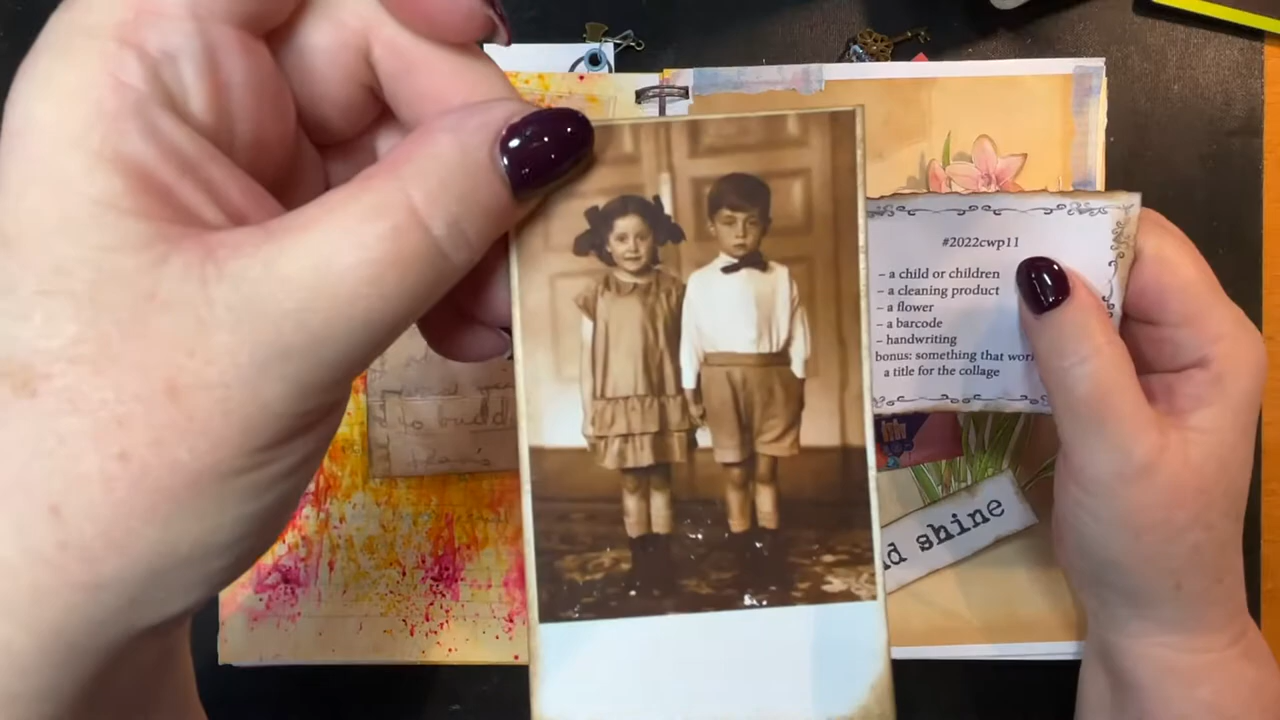 #2022cwp11
– a child or children
– a cleaning product
– a flower
– a barcode
– handwriting
bonus: something that wor
a title for the collage
shine